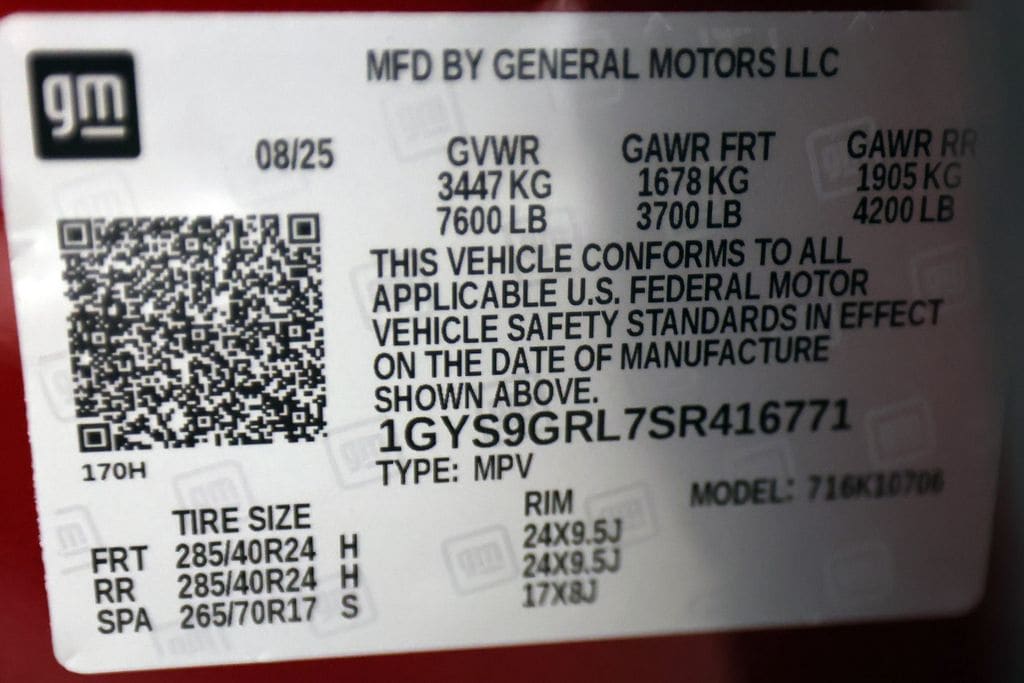 gm
MFD BY GENERAL MOTORS LLC
08/25 GVWR GAWR FRT GAWR RR
3447 KG 1678 KG 1905 KG
7600 LB 3700 LB 4200 LB
THIS VEHICLE CONFORMS TO ALL
APPLICABLE U.S. FEDERAL MOTOR
VEHICLE SAFETY STANDARDS IN EFFECT
ON THE DATE OF MANUFACTURE
SHOWN ABOVE.
1GYS9GRL7SR416771
170H
TYPE: MPV
MODEL: 716K10706
TIRE SIZE RIM
FRT 285/40R24 H 24X9.5J
RR 285/40R24 H 24X9.5J
SPA 265/70R17 S 17X8J